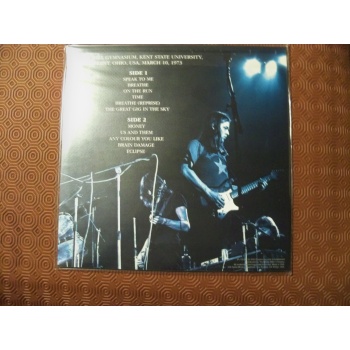 GYMNASIUM, KENT STATE UNIVERSITY,
OHIO, USA, MARCH 10, 1973
SIDE 1
SPEAK TO ME
BREATHE
ON THE RUN
TIME
BREATHE (REPRISE)
THE GREAT GIG IN THE SKY
SIDE 2
MONEY
US AND THEM
ANY COLOUR YOU LIKE
BRAIN DAMAGE
ECLIPSE